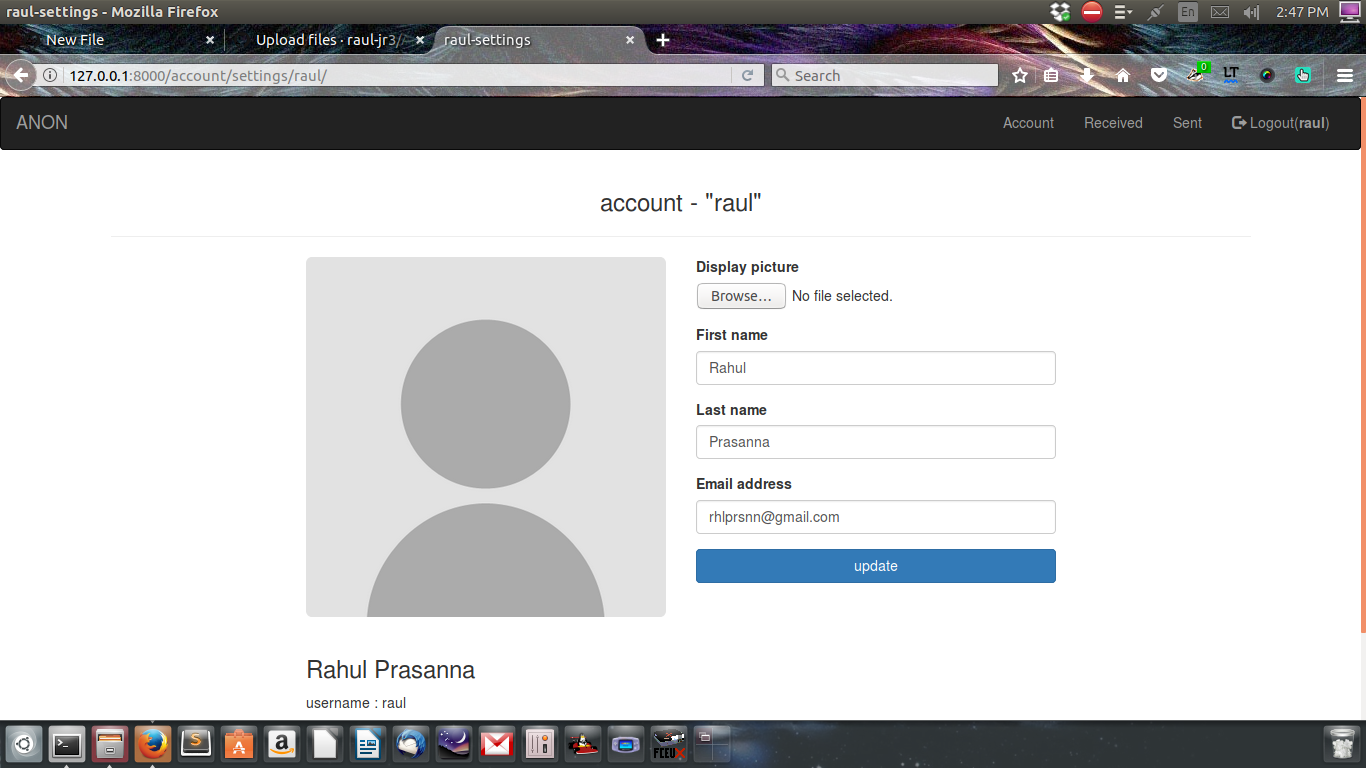 raul-settings - Mozilla Firefox
En
2:47 PM
New File
Upload files · raul-jr3/
raul-settings
127.0.0.1:8000/account/settings/raul/
Search
0
LT
ANON
Account
Received
Sent
Logout(raul)
account - "raul"
Display picture
Browse...
No file selected.
First name
Rahul
Last name
Prasanna
Email address
rhlprsnn@gmail.com
update
Rahul Prasanna
username : raul
FCEUX